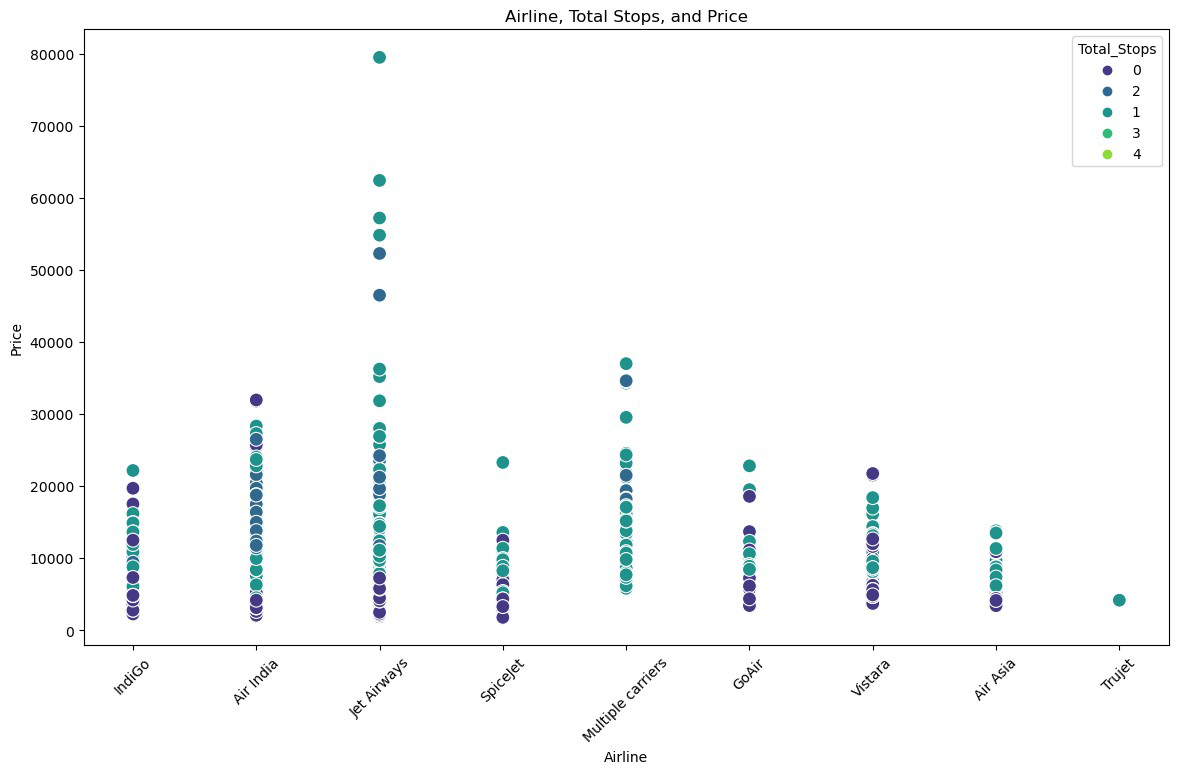 Airline, Total Stops, and Price
Total_Stops
0
2
1
3
4
80000
70000
60000
50000
40000
30000
20000
10000
0
Price
IndiGo
Air India
Jet Airways
SpiceJet
Multiple carriers
GoAir
Vistara
Air Asia
Trujet
Airline